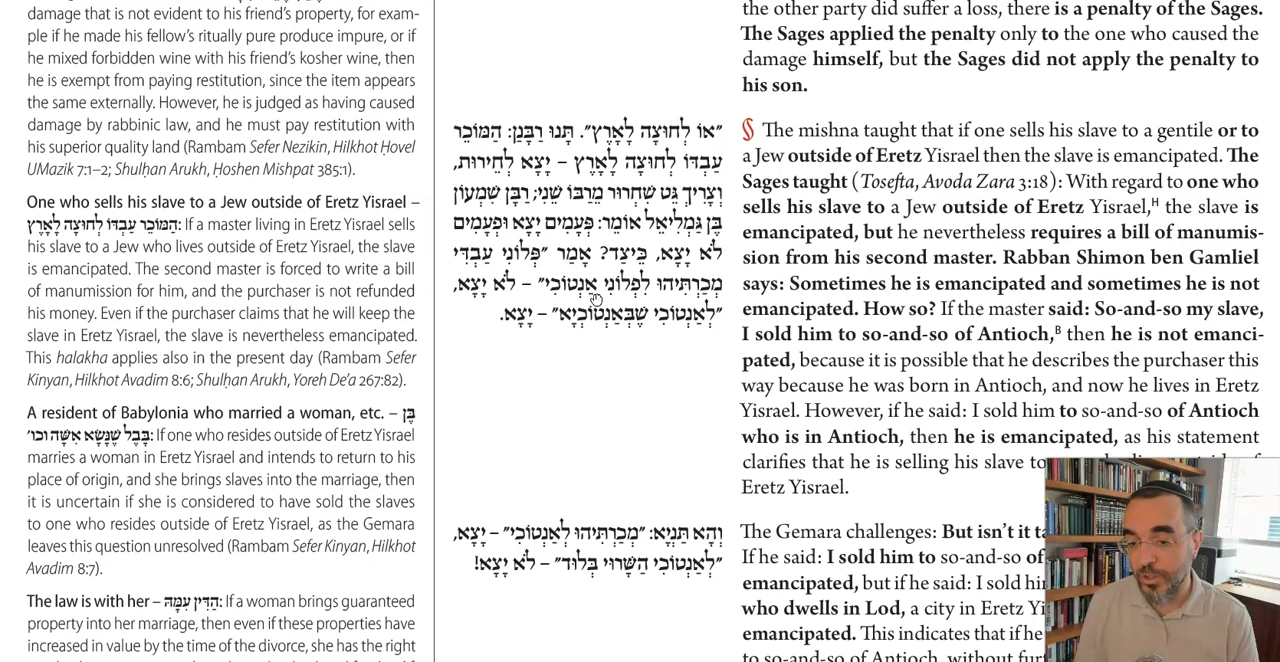 damage that is not evident to his friend’s property, for exam-
ple if he made his fellow’s ritually pure produce impure, or if
he mixed forbidden wine with his friend’s kosher wine, then
he is exempt from paying restitution, since the item appears
the same externally. However, he is judged as having caused
damage by rabbinic law, and he must pay restitution with
his superior quality land (Rambam Sefer Nezikin, Hilkhot Ḥovel
UMazik 7:1–2; Shulḥan Arukh, Ḥoshen Mishpat 385:1).
One who sells his slave to a Jew outside of Eretz Yisrael –
הַמּוֹכֵר עַבְדּוֹ לְחוּצָה לָאָרֶץ: If a master living in Eretz Yisrael sells
his slave to a Jew who lives outside of Eretz Yisrael, the slave
is emancipated. The second master is forced to write a bill
of manumission for him, and the purchaser is not refunded
his money. Even if the purchaser claims that he will keep the
slave in Eretz Yisrael, the slave is nevertheless emancipated.
This halakha applies also in the present day (Rambam Sefer
Kinyan, Hilkhot Avadim 8:6; Shulḥan Arukh, Yoreh De’a 267:82).
A resident of Babylonia who married a woman, etc. – בֶּן
בָּבֶל שֶׁנָּשָׂא אִשָּׁה וכו׳: If one who resides outside of Eretz Yisrael
marries a woman in Eretz Yisrael and intends to return to his
place of origin, and she brings slaves into the marriage, then
it is uncertain if she is considered to have sold the slaves
to one who resides outside of Eretz Yisrael, as the Gemara
leaves this question unresolved (Rambam Sefer Kinyan, Hilkhot
Avadim 8:7).
The law is with her – הַדִּין עִמָּהּ: If a woman brings guaranteed
property into her marriage, then even if these properties have
increased in value by the time of the divorce, she has the right
״אוֹ לְחוּצָה לָאָרֶץ״. תָּנוּ רַבָּנַן: הַמּוֹכֵר
עַבְדּוֹ לְחוּצָה לָאָרֶץ – יָצָא לְחֵירוּת,
וְצָרִיךְ גֵּט שִׁחְרוּר מֵרַבּוֹ שֵׁנִי; רַבָּן שִׁמְעוֹן
בֶּן גַּמְלִיאֵל אוֹמֵר: פְּעָמִים יָצָא וּפְעָמִים
לֹא יָצָא, כֵּיצַד? אָמַר ״פְּלוֹנִי עַבְדִּי
מְכַרְתִּיהוּ לִפְלוֹנִי אַנְטוֹכִי״ – לֹא יָצָא,
״לְאַנְטוֹכִי שֶׁבְּאַנְטוֹכְיָא״ – יָצָא.
וְהָא תַּנְיָא: ״מְכַרְתִּיהוּ לְאַנְטוֹכִי״ – יָצָא,
״לְאַנְטוֹכִי הַשָּׁרוּי בְּלוּד״ – לֹא יָצָא!
the other party did suffer a loss, there is a penalty of the Sages.
The Sages applied the penalty only to the one who caused the
damage himself, but the Sages did not apply the penalty to
his son.
§ The mishna taught that if one sells his slave to a gentile or to
a Jew outside of Eretz Yisrael then the slave is emancipated. The
Sages taught (Tosefta, Avoda Zara 3:18): With regard to one who
sells his slave to a Jew outside of Eretz Yisrael,H the slave is
emancipated, but he nevertheless requires a bill of manumis-
sion from his second master. Rabban Shimon ben Gamliel
says: Sometimes he is emancipated and sometimes he is not
emancipated. How so? If the master said: So-and-so my slave,
I sold him to so-and-so of Antioch,B then he is not emanci-
pated, because it is possible that he describes the purchaser this
way because he was born in Antioch, and now he lives in Eretz
Yisrael. However, if he said: I sold him to so-and-so of Antioch
who is in Antioch, then he is emancipated, as his statement
clarifies that he is selling his slave to
Eretz Yisrael.
The Gemara challenges: But isn’t it
If he said: I sold him to so-and-so of
emancipated, but if he said: I sold
who dwells in Lod, a city in Eretz
emancipated. This indicates that if he
to so-and-so of Antioch, without